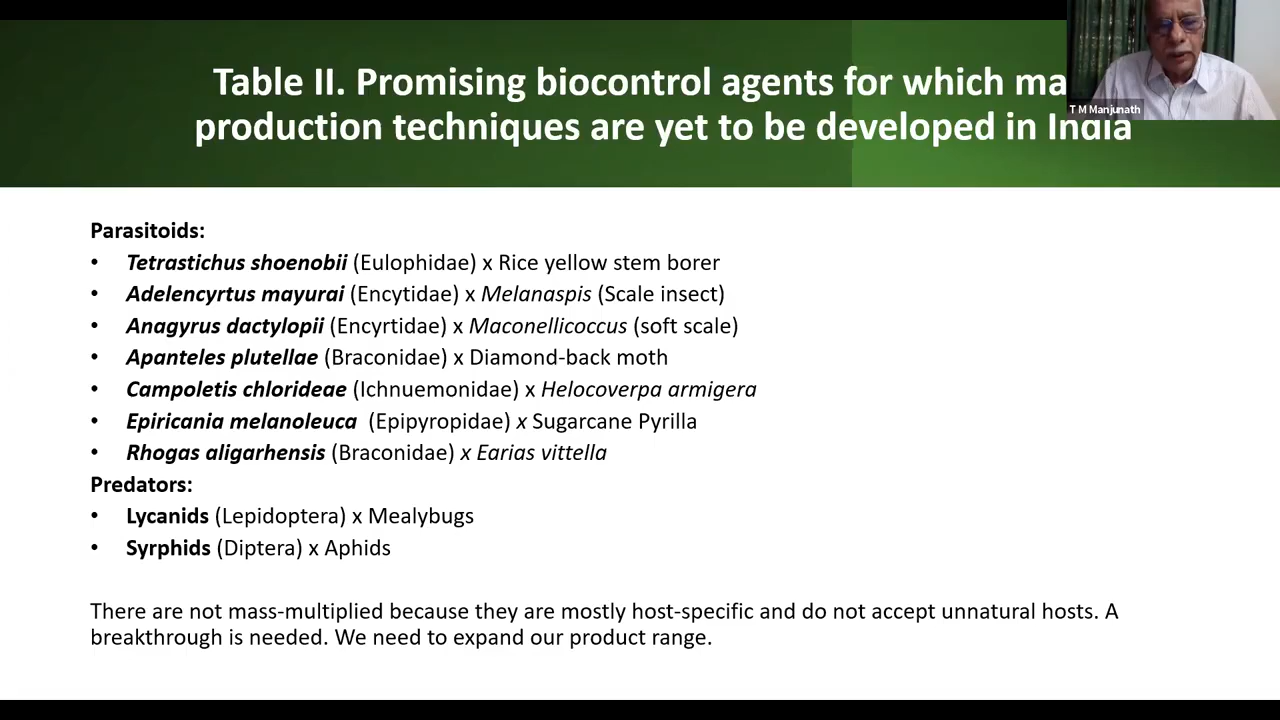 Table II. Promising biocontrol agents for which
production techniques are yet to be developed in India
T M Manjunath
Parasitoids:
• Tetrastichus shoenobii (Eulophidae) x Rice yellow stem borer
• Adelencyrtus mayurai (Encytidae) x Melanaspis (Scale insect)
• Anagyrus dactylopii (Encyrtidae) x Maconellicoccus (soft scale)
• Apanteles plutellae (Braconidae) x Diamond-back moth
• Campoletis chlorideae (Ichnuemonidae) x Helocoverpa armigera
• Epiricania melanoleuca (Epipyropidae) x Sugarcane Pyrilla
• Rhogas aligarhensis (Braconidae) x Earias vittella
Predators:
• Lycanids (Lepidoptera) x Mealybugs
• Syrphids (Diptera) x Aphids
There are not mass-multiplied because they are mostly host-specific and do not accept unnatural hosts. A
breakthrough is needed. We need to expand our product range.